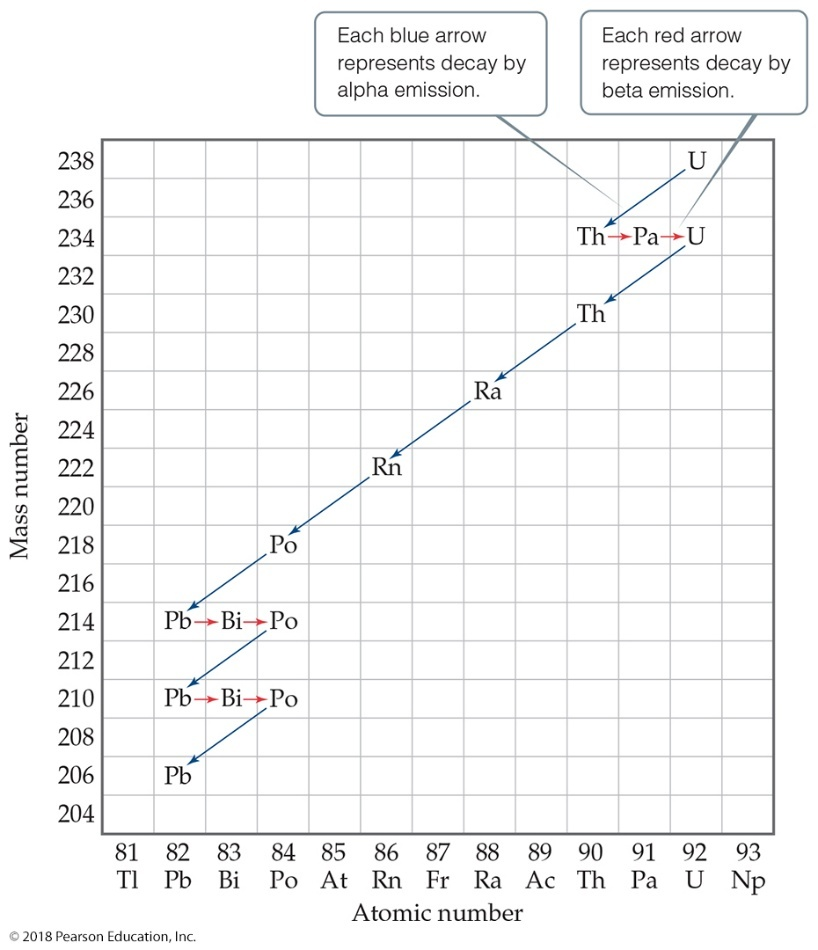 Each blue arrow
represents decay by
alpha emission.
Each red arrow
represents decay by
beta emission.
238
U
236
234
Th Pa U
232
230
Th
228
226
Ra
224
222
Rn
220
218
Po
216
214
Pb Bi Po
212
210
Pb Bi Po
208
206
Pb
204
Mass number
81 82 83 84 85 86 87 88 89 90 91 92 93
Tl Pb Bi Po At Rn Fr Ra Ac Th Pa U Np
Atomic number
© 2018 Pearson Education, Inc.